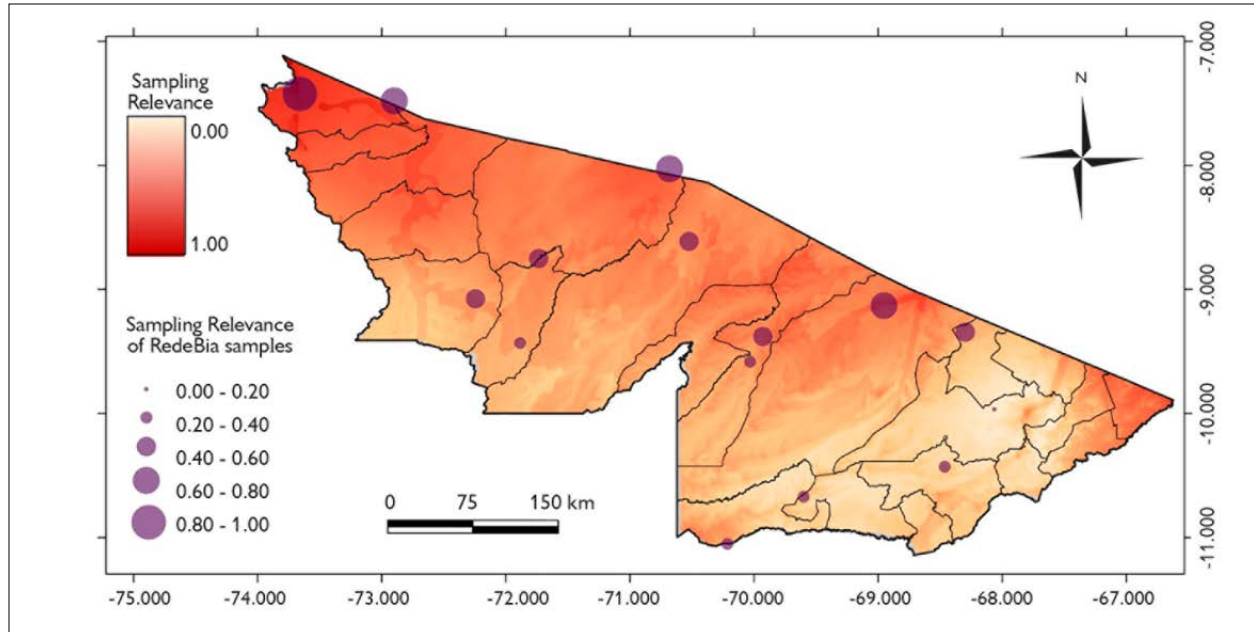 Sampling
Relevance
0.00
1.00
Sampling Relevance
of RedeBia samples
0.00 - 0.20
0.20 - 0.40
0.40 - 0.60
0.60 - 0.80
0.80 - 1.00
0 75 150 km
N
-7.000
-8.000
-9.000
-10.000
-11.000
-75.000 -74.000 -73.000 -72.000 -71.000 -70.000 -69.000 -68.000 -67.000